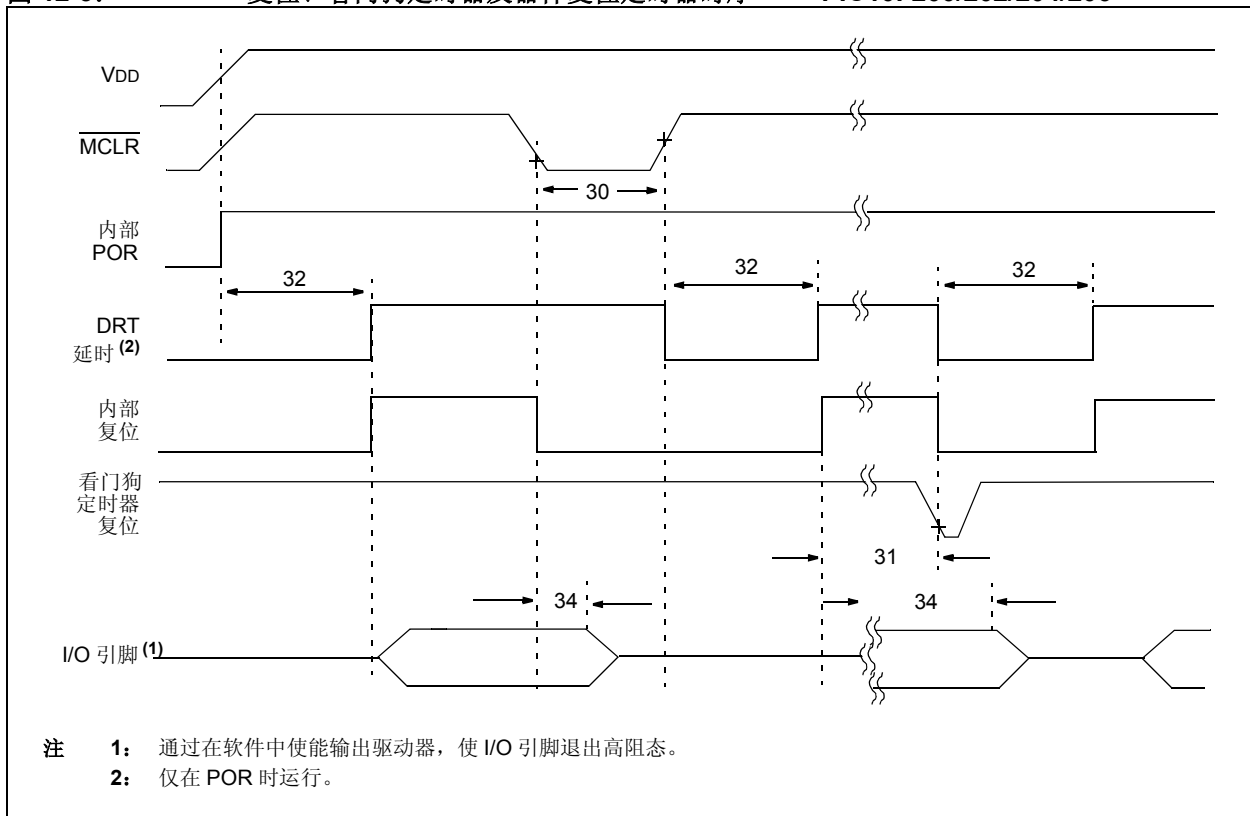 VDD
MCLR
30
内部
POR
32
32
32
DRT
延时 (2)
内部
复位
看门狗
定时器
复位
31
34
34
I/O 引脚 (1)
注 1： 通过在软件中使能输出驱动器，使 I/O 引脚退出高阻态。
2： 仅在 POR 时运行。